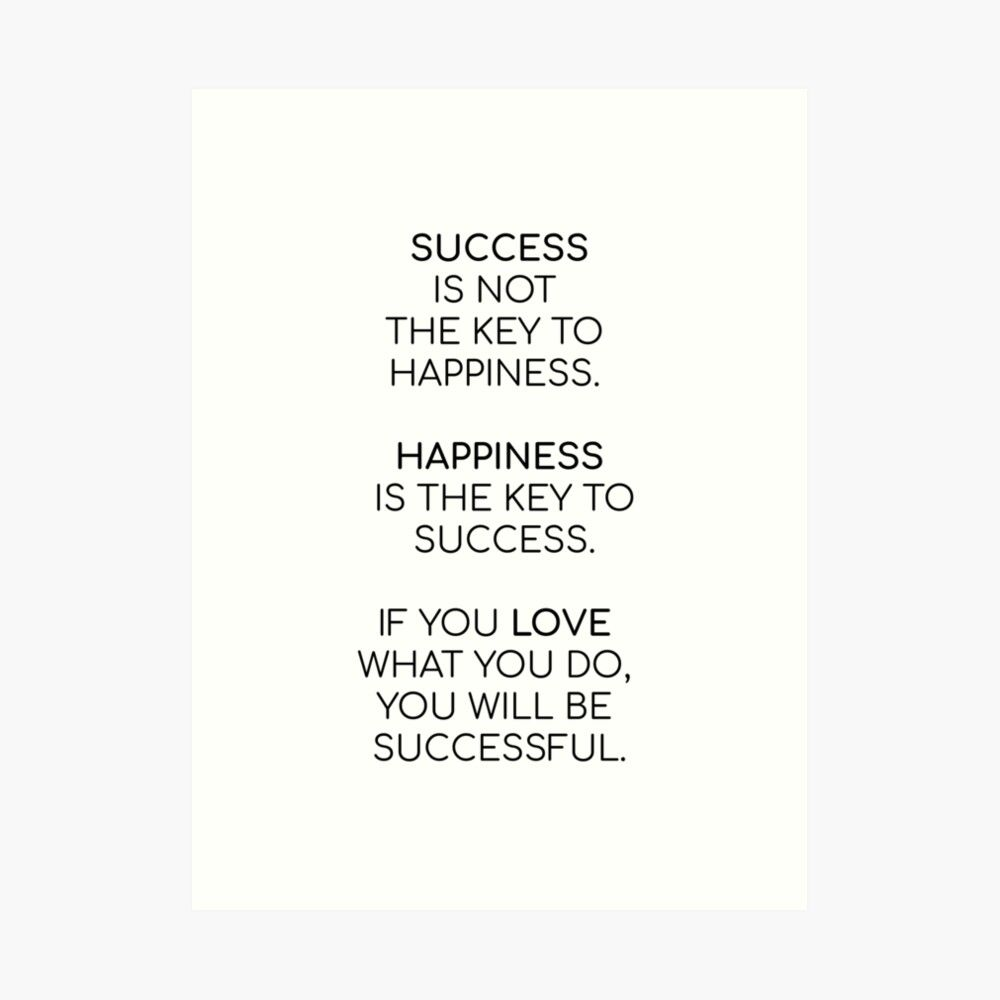 SUCCESS
IS NOT
THE KEY TO
HAPPINESS.
HAPPINESS
IS THE KEY TO
SUCCESS.
IF YOU LOVE
WHAT YOU DO,
YOU WILL BE
SUCCESSFUL.